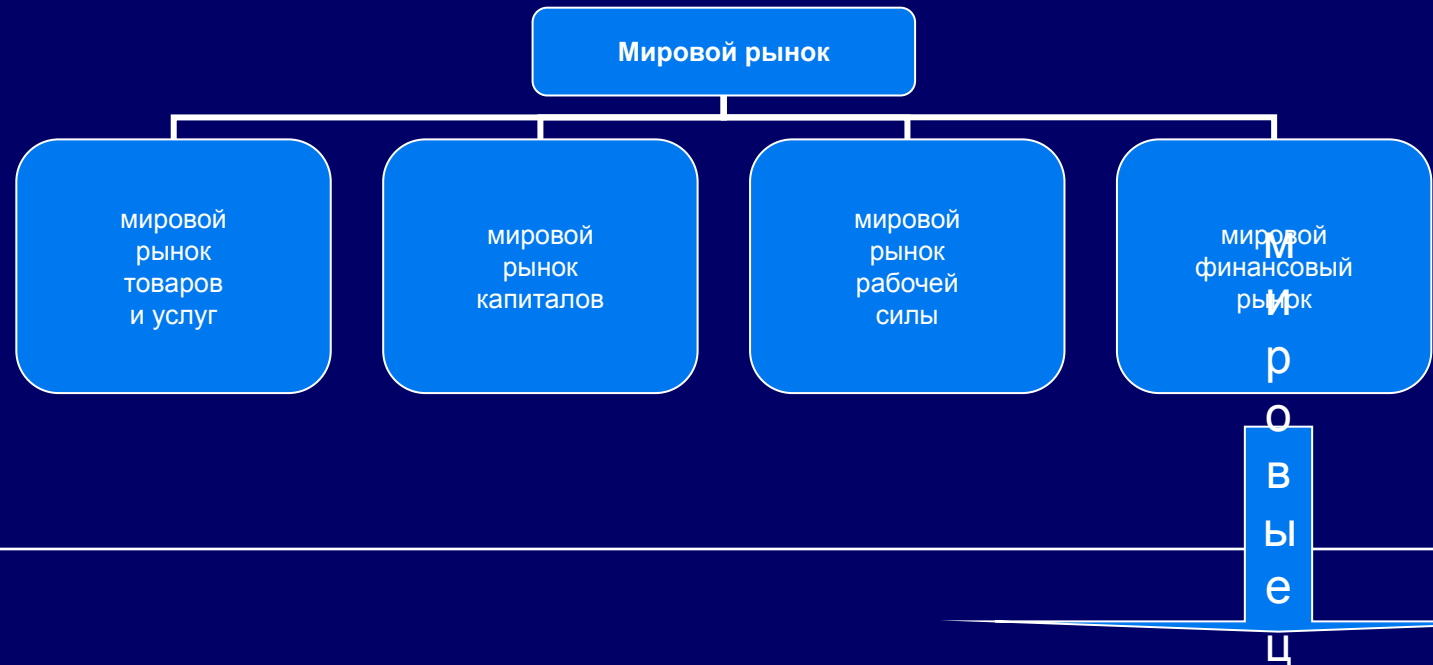 Мировой рынок
мировой
рынок
товаров
и услуг
мировой
рынок
капиталов
мировой
рынок
рабочей
силы
мировой
финансовый
рынок
м
и
р
о
в
ы
е
ц